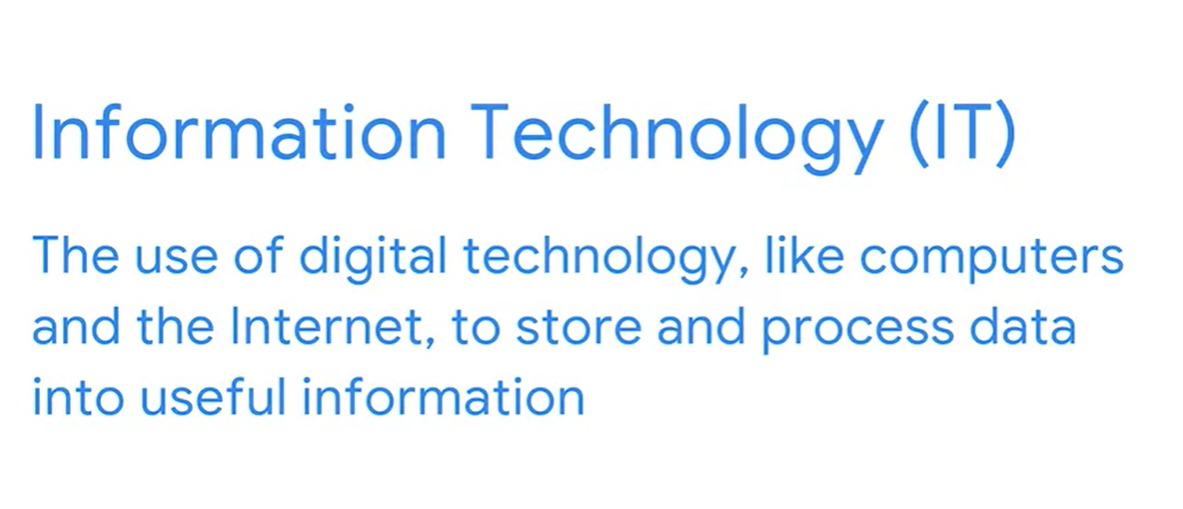 Information Technology (IT)
The use of digital technology, like computers
and the Internet, to store and process data
into useful information